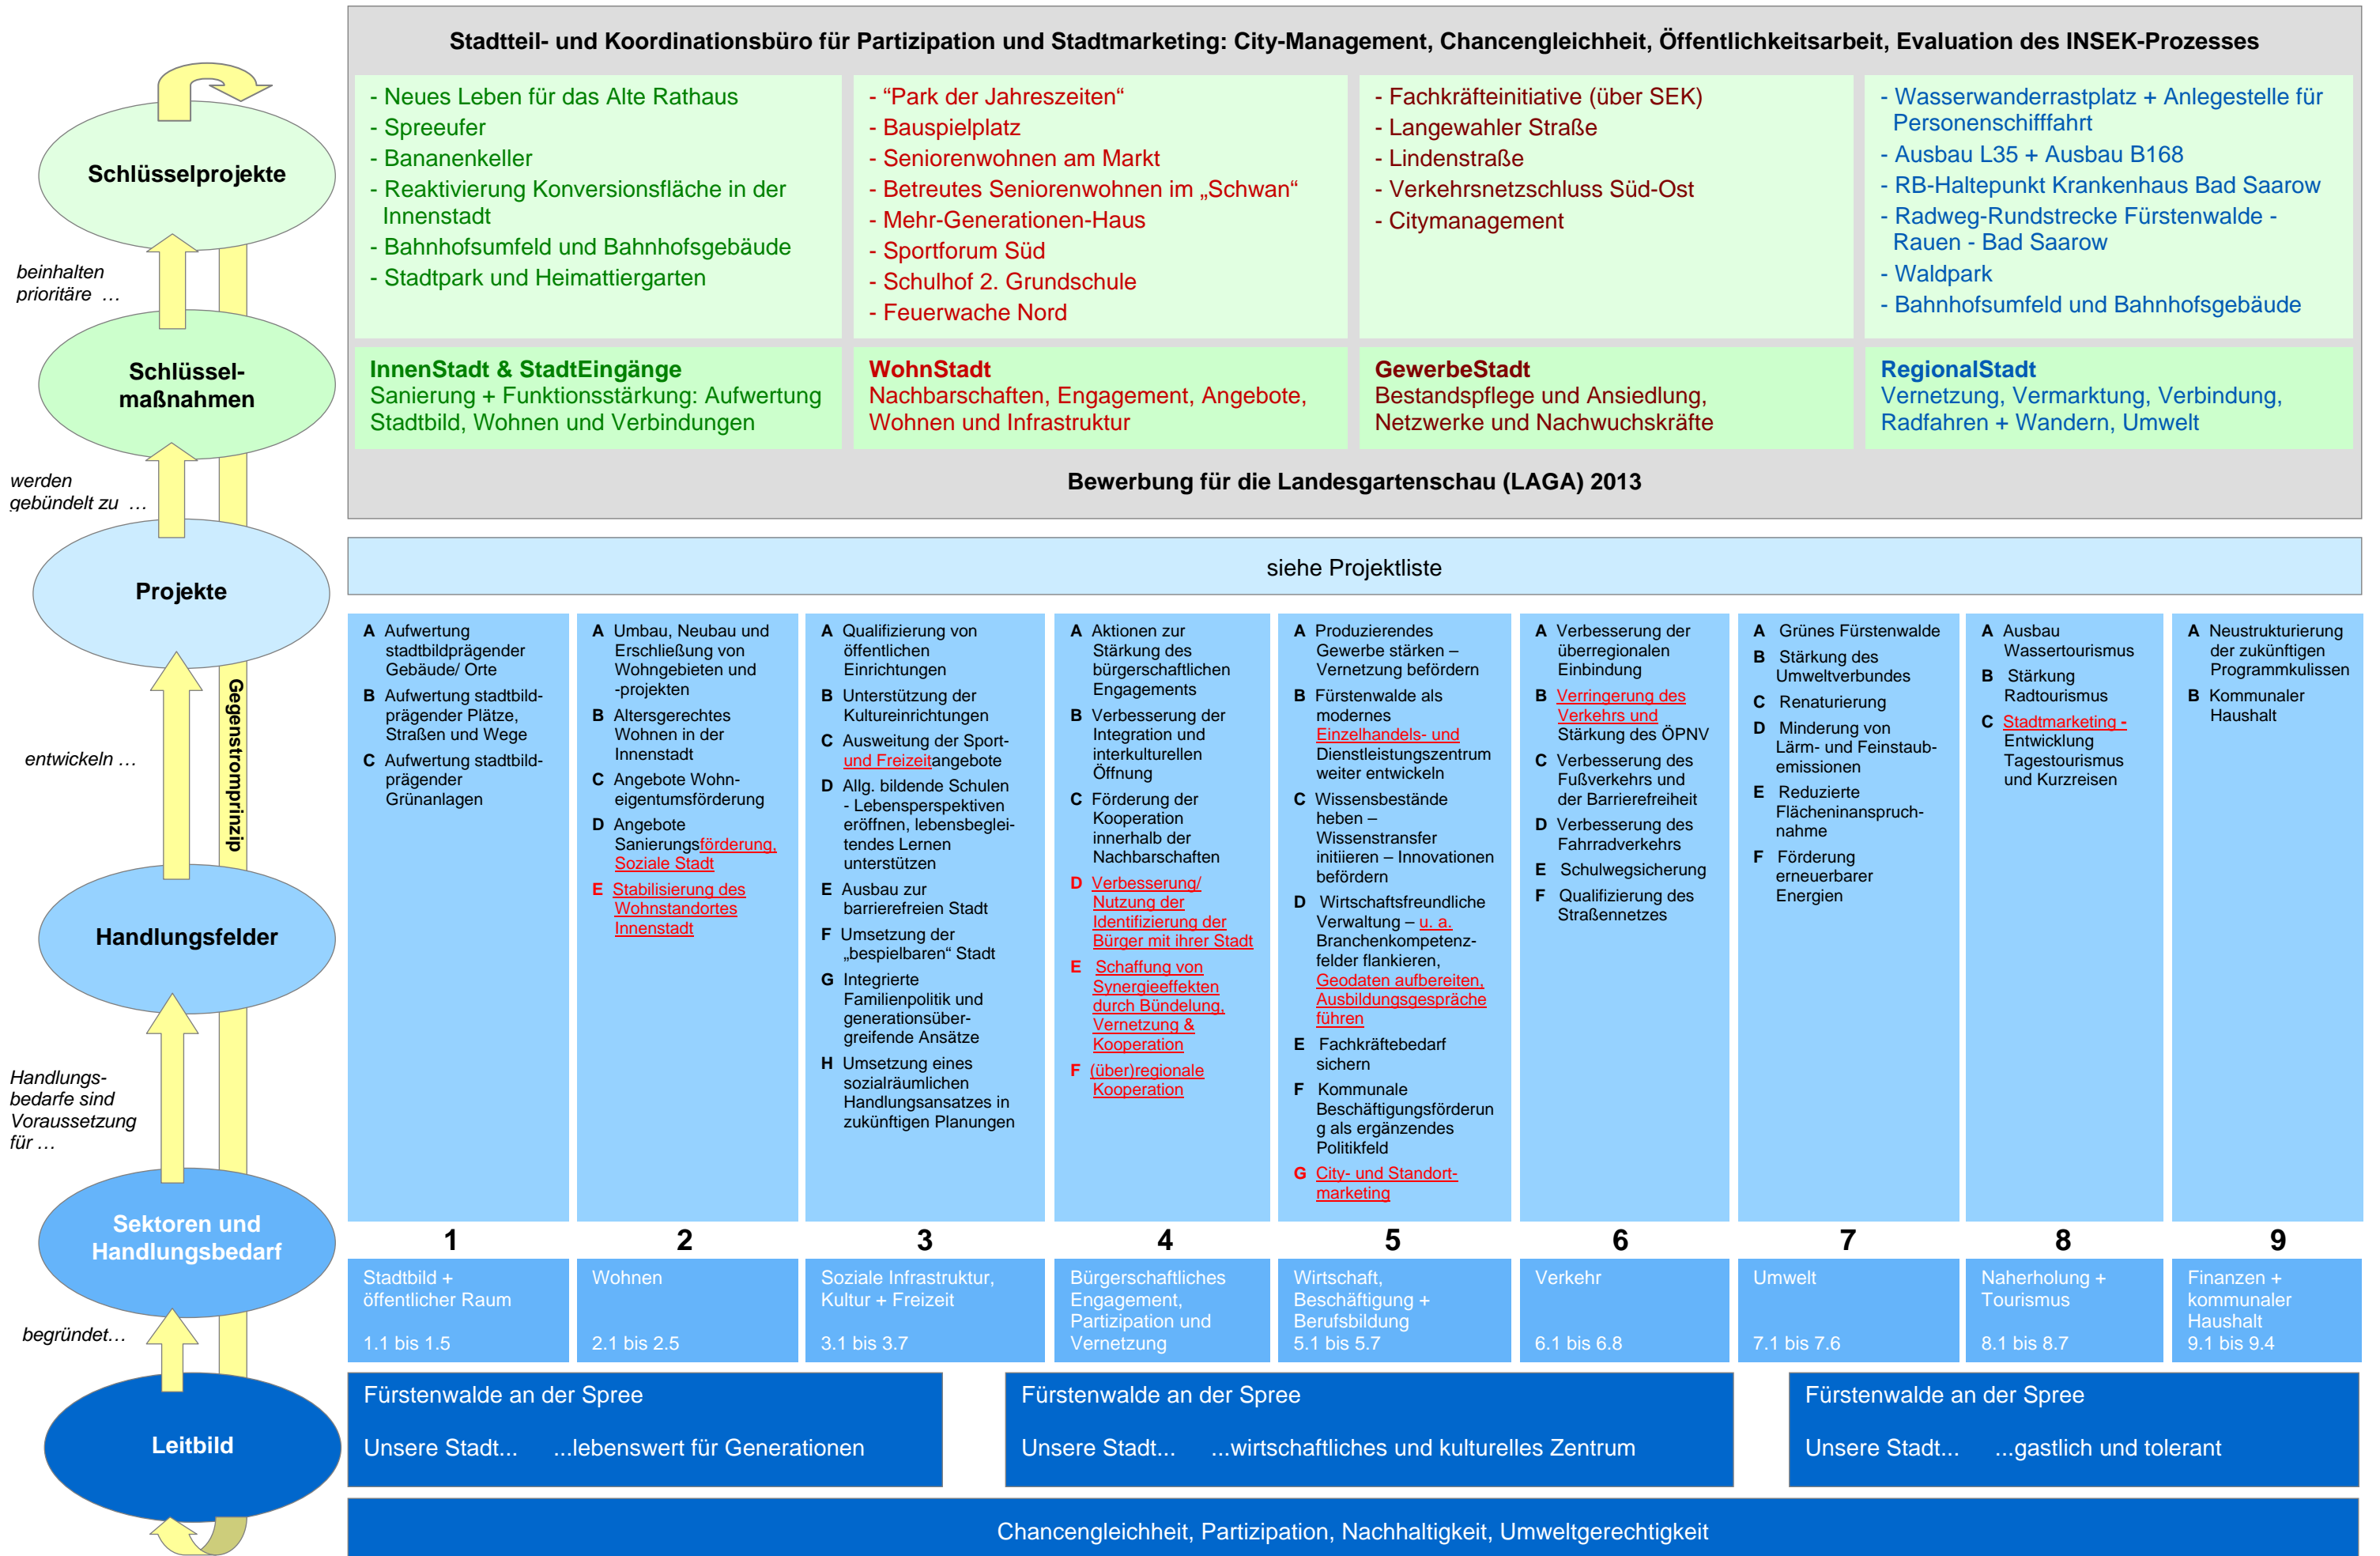 Stadtteil- und Koordinationsbüro für Partizipation und Stadtmarketing: City-Management, Chancengleichheit, Öffentlichkeitsarbeit, Evaluation des INSEK-Prozesses
Schlüsselprojekte
- Neues Leben für das Alte Rathaus
- Spreeufer
- Bananenkeller
- Reaktivierung Konversionsfläche in der
Innenstadt
- Bahnhofsumfeld und Bahnhofsgebäude
- Stadtpark und Heimattiergarten
- “Park der Jahreszeiten“
- Bauspielplatz
- Seniorenwohnen am Markt
- Betreutes Seniorenwohnen im „Schwan“
- Mehr-Generationen-Haus
- Sportforum Süd
- Schulhof 2. Grundschule
- Feuerwache Nord
- Fachkräfteinitiative (über SEK)
- Langewahler Straße
- Lindenstraße
- Verkehrsnetzschluss Süd-Ost
- Citymanagement
- Wasserwanderrastplatz + Anlegestelle für
Personenschifffahrt
- Ausbau L35 + Ausbau B168
- RB-Haltepunkt Krankenhaus Bad Saarow
- Radweg-Rundstrecke Fürstenwalde -
Rauen - Bad Saarow
- Waldpark
- Bahnhofsumfeld und Bahnhofsgebäude
beinhalten
prioritäre …
Schlüssel-
maßnahmen
InnenStadt & StadtEingänge
Sanierung + Funktionsstärkung: Aufwertung
Stadtbild, Wohnen und Verbindungen
WohnStadt
Nachbarschaften, Engagement, Angebote,
Wohnen und Infrastruktur
GewerbeStadt
Bestandspflege und Ansiedlung,
Netzwerke und Nachwuchskräfte
RegionalStadt
Vernetzung, Vermarktung, Verbindung,
Radfahren + Wandern, Umwelt
Bewerbung für die Landesgartenschau (LAGA) 2013
werden
gebündelt zu …
Projekte
siehe Projektliste
Gegenstromprinzip
entwickeln …
Handlungsfelder
A Aufwertung
stadtbildprägender
Gebäude/ Orte
B Aufwertung stadtbild-
prägender Plätze,
Straßen und Wege
C Aufwertung stadtbild-
prägender
Grünanlagen
A Umbau, Neubau und
Erschließung von
Wohngebieten und
-projekten
B Altersgerechtes
Wohnen in der
Innenstadt
C Angebote Wohn-
eigentumsförderung
D Angebote
Sanierungsförderung,
Soziale Stadt
E Stabilisierung des
Wohnstandortes
Innenstadt
A Qualifizierung von
öffentlichen
Einrichtungen
B Unterstützung der
Kultureinrichtungen
C Ausweitung der Sport-
und Freizeitangebote
D Allg. bildende Schulen
- Lebensperspektiven
eröffnen, lebensbeglei-
tendes Lernen
unterstützen
E Ausbau zur
barrierefreien Stadt
F Umsetzung der
„bespielbaren“ Stadt
G Integrierte
Familienpolitik und
generationsüber-
greifende Ansätze
H Umsetzung eines
sozialräumlichen
Handlungsansatzes in
zukünftigen Planungen
A Aktionen zur
Stärkung des
bürgerschaftlichen
Engagements
B Verbesserung der
Integration und
interkulturellen
Öffnung
C Förderung der
Kooperation
innerhalb der
Nachbarschaften
D Verbesserung/
Nutzung der
Identifizierung der
Bürger mit ihrer Stadt
E Schaffung von
Synergieeffekten
durch Bündelung,
Vernetzung &
Kooperation
F (über)regionale
Kooperation
A Produzierendes
Gewerbe stärken –
Vernetzung befördern
B Fürstenwalde als
modernes
Einzelhandels- und
Dienstleistungszentrum
weiter entwickeln
C Wissensbestände
heben –
Wissenstransfer
initiieren – Innovationen
befördern
D Wirtschaftsfreundliche
Verwaltung – u. a.
Branchenkompetenz-
felder flankieren,
Geodaten aufbereiten,
Ausbildungsgespräche
führen
E Fachkräftebedarf
sichern
F Kommunale
Beschäftigungsförderun
g als ergänzendes
Politikfeld
G City- und Standort-
marketing
A Verbesserung der
überregionalen
Einbindung
B Verringerung des
Verkehrs und
Stärkung des ÖPNV
C Verbesserung des
Fußverkehrs und
der Barrierefreiheit
D Verbesserung des
Fahrradverkehrs
E Schulwegsicherung
F Qualifizierung des
Straßennetzes
A Grünes Fürstenwalde
B Stärkung des
Umweltverbundes
C Renaturierung
D Minderung von
Lärm- und Feinstaub-
emissionen
E Reduzierte
Flächeninanspruch-
nahme
F Förderung
erneuerbarer
Energien
A Ausbau
Wassertourismus
B Stärkung
Radtourismus
C Stadtmarketing -
Entwicklung
Tagestourismus
und Kurzreisen
A Neustrukturierung
der zukünftigen
Programmkulissen
B Kommunaler
Haushalt
Handlungs-
bedarfe sind
Voraussetzung
für …
Sektoren und
Handlungsbedarf
1 2 3 4 5 6 7 8 9
Stadtbild +
öffentlicher Raum
1.1 bis 1.5
Wohnen
2.1 bis 2.5
Soziale Infrastruktur,
Kultur + Freizeit
3.1 bis 3.7
Bürgerschaftliches
Engagement,
Partizipation und
Vernetzung
Wirtschaft,
Beschäftigung +
Berufsbildung
5.1 bis 5.7
Verkehr
6.1 bis 6.8
Umwelt
7.1 bis 7.6
Naherholung +
Tourismus
8.1 bis 8.7
Finanzen +
kommunaler
Haushalt
9.1 bis 9.4
begründet…
Leitbild
Fürstenwalde an der Spree
Unsere Stadt... ...lebenswert für Generationen
Fürstenwalde an der Spree
Unsere Stadt... ...wirtschaftliches und kulturelles Zentrum
Fürstenwalde an der Spree
Unsere Stadt... ...gastlich und tolerant
Chancengleichheit, Partizipation, Nachhaltigkeit, Umweltgerechtigkeit